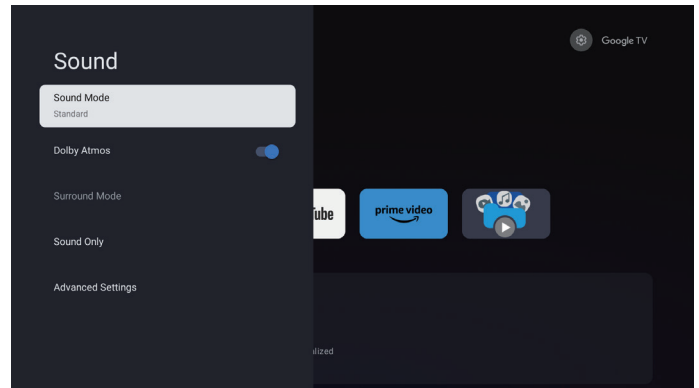 Google TV
Sound
Sound Mode
Standard
Dolby Atmos
Surround Mode
Sound Only
Advanced Settings
ube
prime video
alized